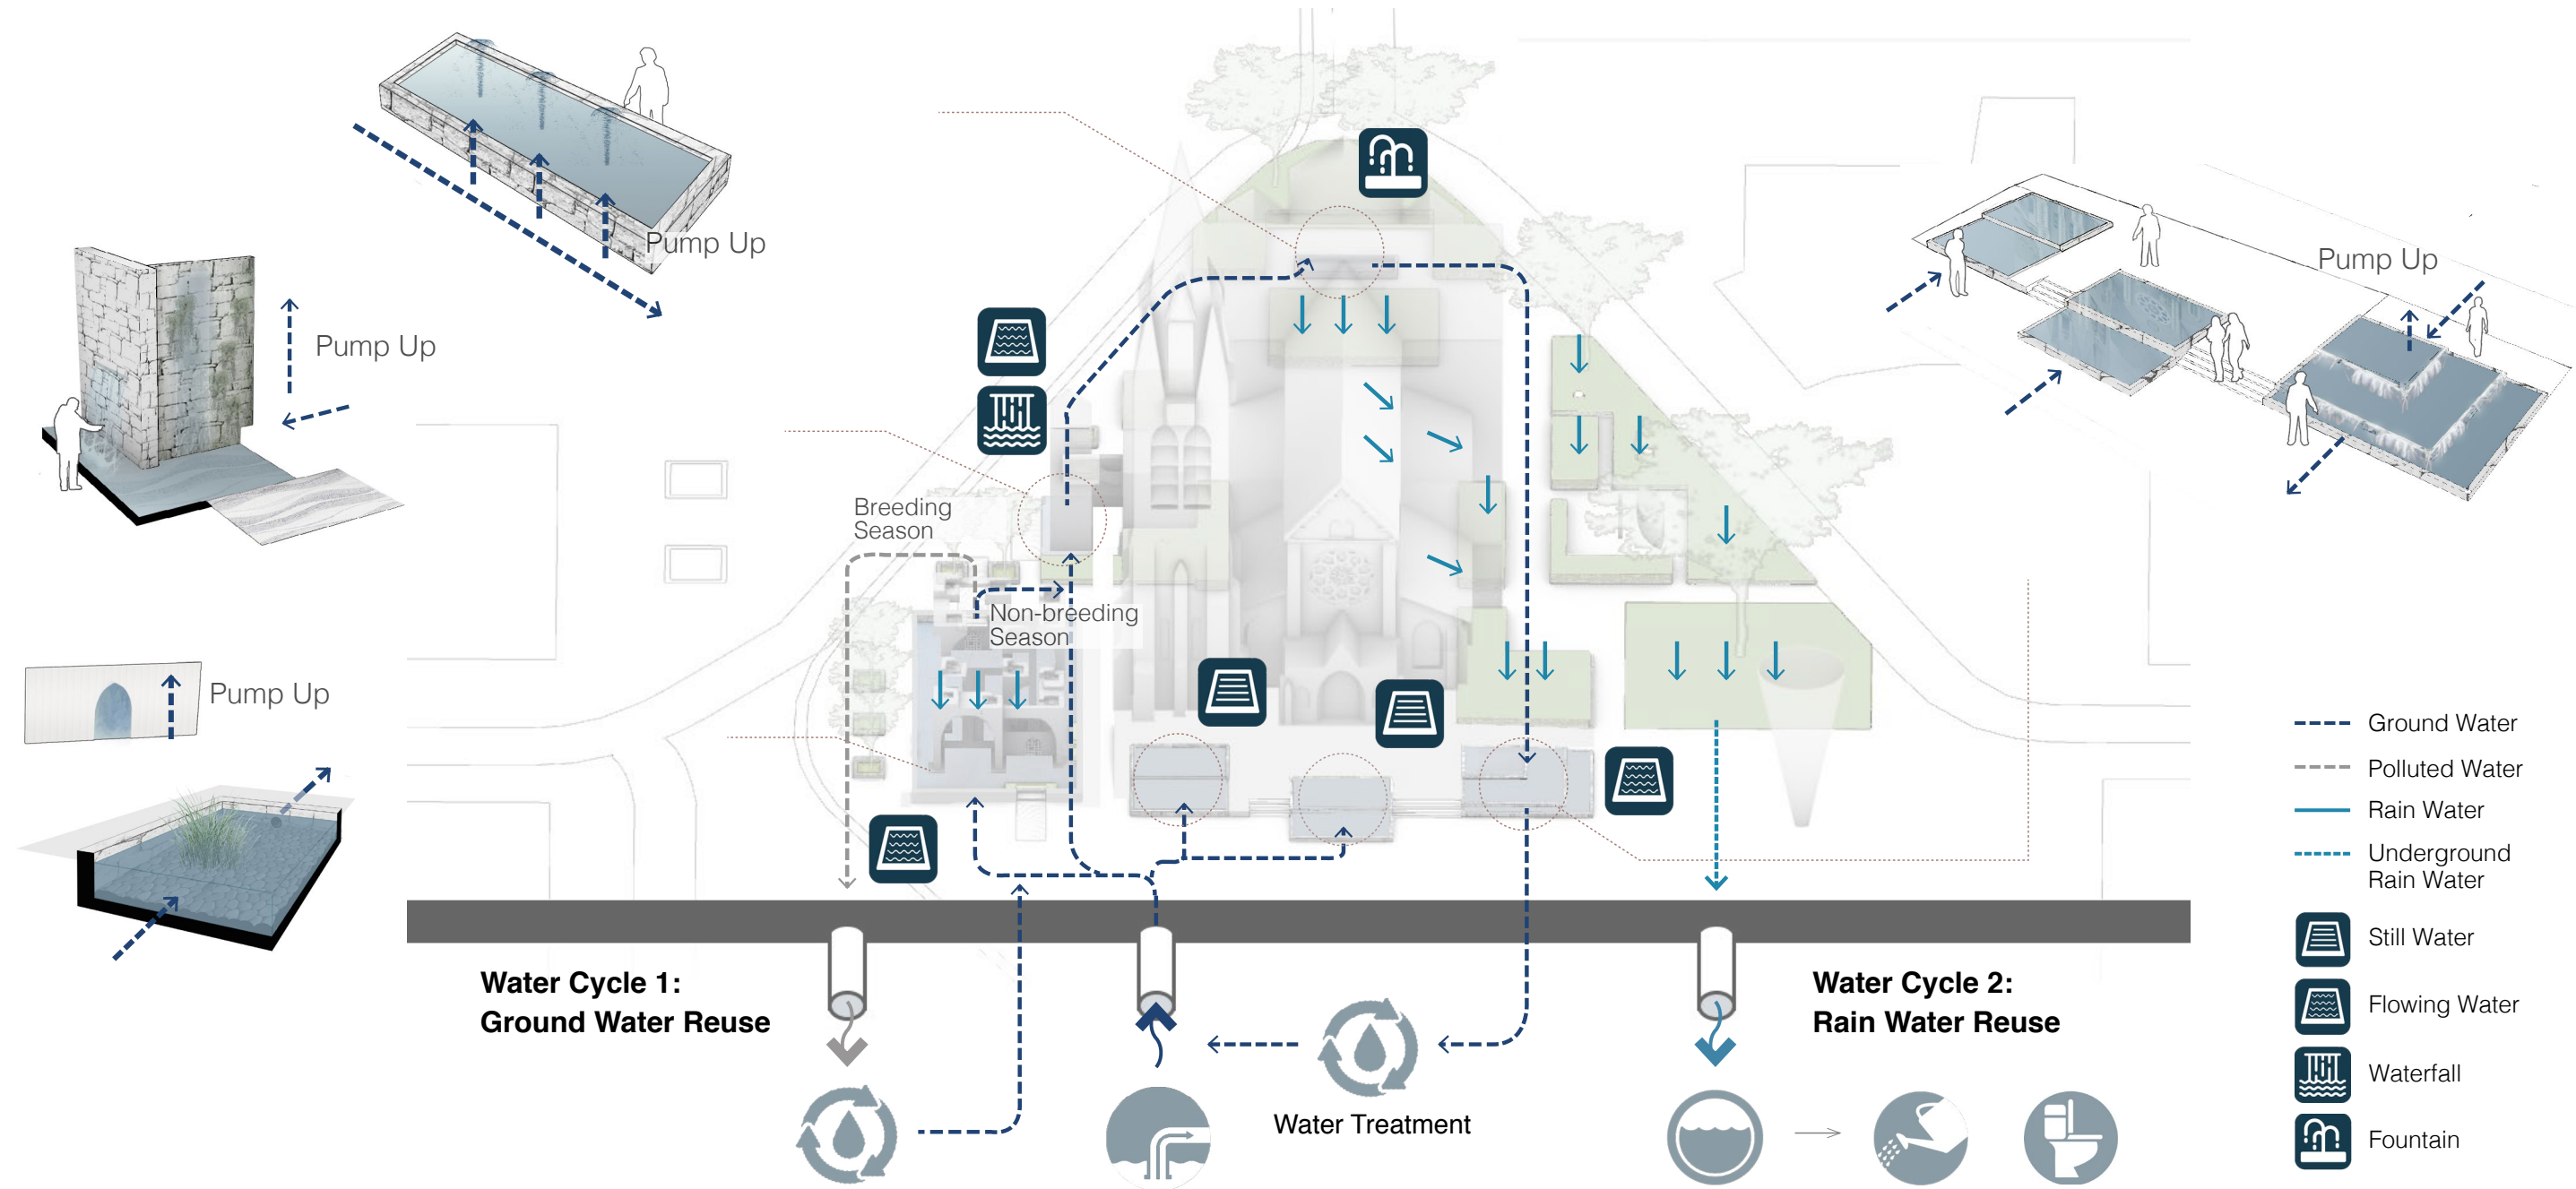 Pump Up
Pump Up
Pump Up
Pump Up
Breeding
Season
Non-breeding
Season
Ground Water
Polluted Water
Rain Water
Underground
Rain Water
Still Water
Flowing Water
Waterfall
Fountain
Water Cycle 1:
Ground Water Reuse
Water Treatment
Water Cycle 2:
Rain Water Reuse